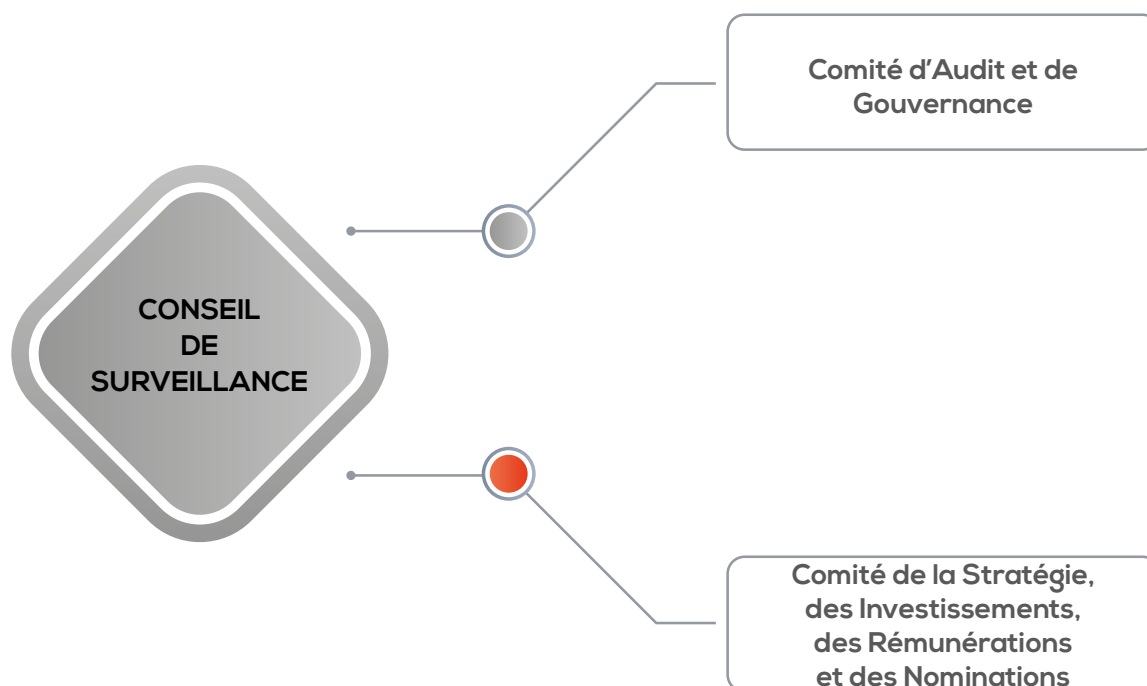 Comité d'Audit et de
Gouvernance
CONSEIL
DE
SURVEILLANCE
Comité de la Stratégie,
des Investissements,
des Rémunérations
et des Nominations